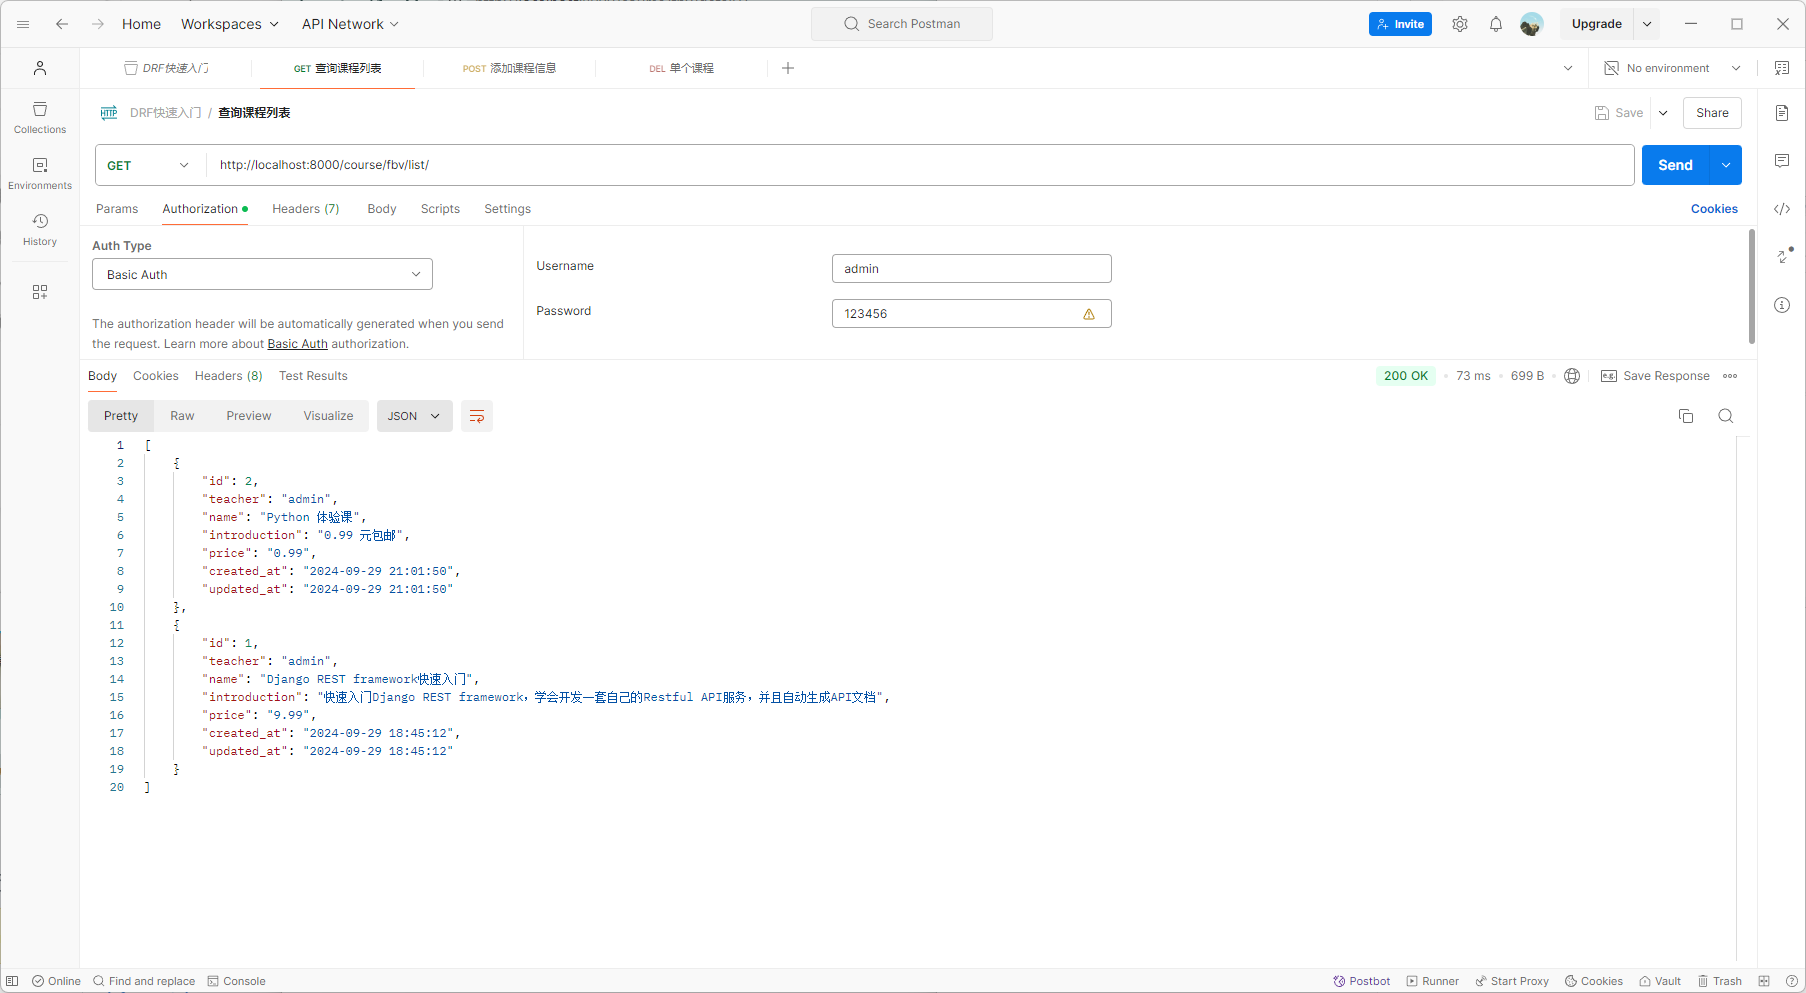 Home Workspaces API Network Search Postman Invite Upgrade
DRF快速入门 GET 查询课程列表 POST 添加课程信息 DEL 单个课程 No environment
DRF快速入门 / 查询课程列表 Save Share
Collections
GET http://localhost:8000/course/fbv/list/ Send
Environments
Params Authorization Headers (7) Body Scripts Settings Cookies
History
Auth Type
Basic Auth
Username admin
Password 123456
The authorization header will be automatically generated when you send
the request. Learn more about Basic Auth authorization.
Body Cookies Headers (8) Test Results 200 OK 73 ms 699 B e.g. Save Response
Pretty Raw Preview Visualize JSON
1 [
2 {
3 "id": 2,
4 "teacher": "admin",
5 "name": "Python 体验课",
6 "introduction": "0.99 元包邮",
7 "price": "0.99",
8 "created_at": "2024-09-29 21:01:50",
9 "updated_at": "2024-09-29 21:01:50"
10 },
11 {
12 "id": 1,
13 "teacher": "admin",
14 "name": "Django REST framework快速入门",
15 "introduction": "快速入门Django REST framework，学会开发一套自己的Restful API服务，并且自动生成API文档",
16 "price": "9.99",
17 "created_at": "2024-09-29 18:45:12",
18 "updated_at": "2024-09-29 18:45:12"
19 }
20 ]
Online Find and replace Console Postbot Runner Start Proxy Cookies Vault Trash